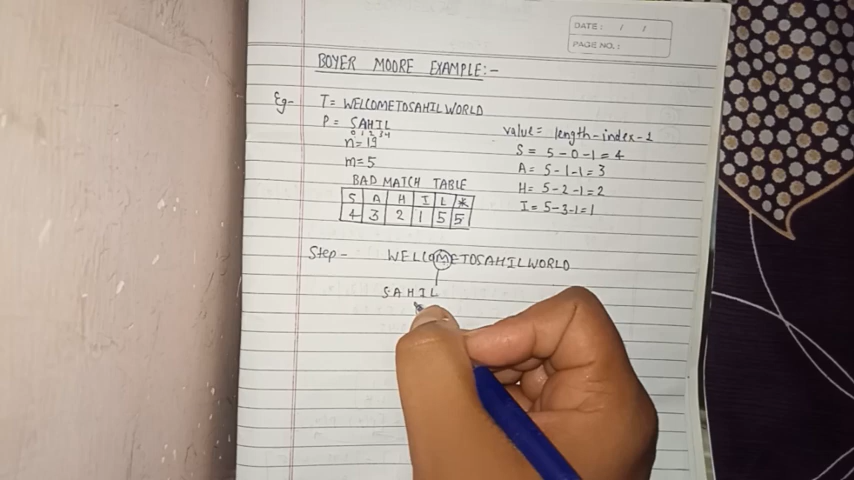 DATE: / /
PAGE NO.:
BOYER MOORE EXAMPLE:-
Eg- T= WELLCOMETOSAHILWORLD
P= SAHIL
0 1 2 3 4
n=19
m=5
value= length-index-1
S= 5-0-1=4
A= 5-1-1=3
H= 5-2-1=2
I= 5-3-1=1
BAD MATCH TABLE
S A H I L *
4 3 2 1 5 5
Step- WELLCOMETOSAHILWORLD
SAHIL